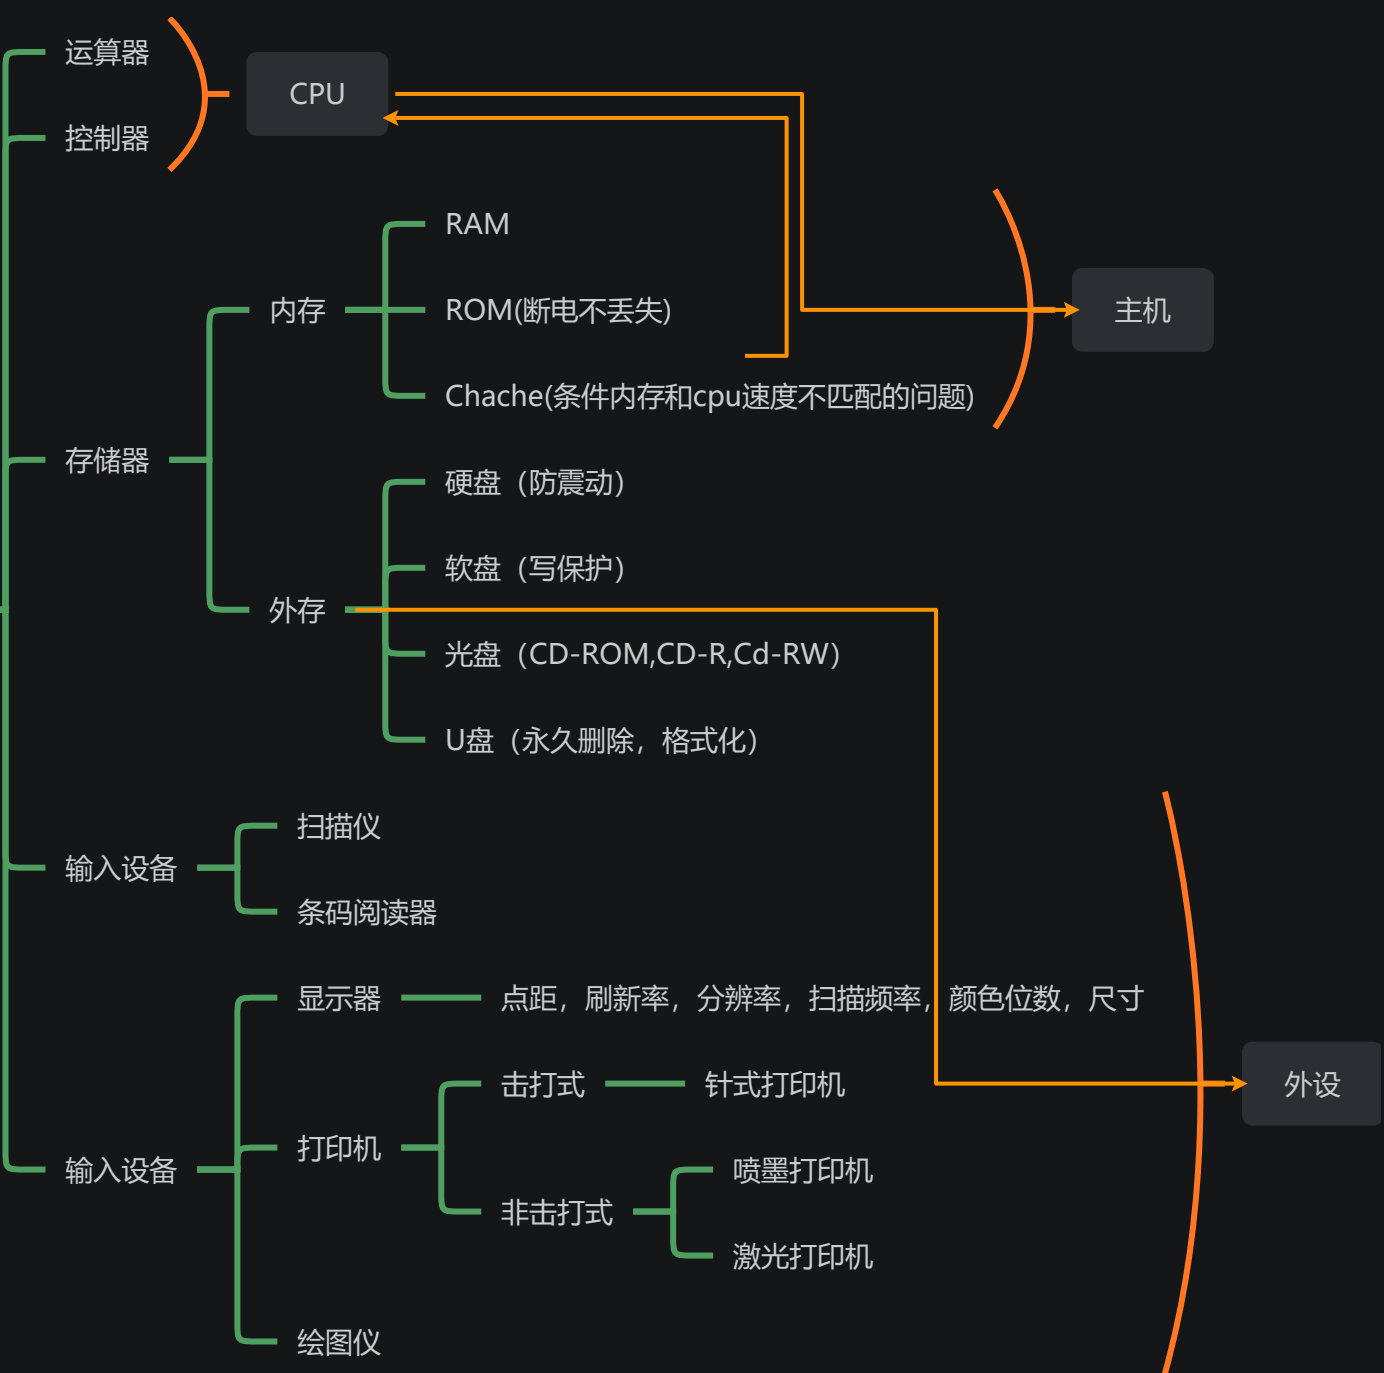 运算器
CPU
控制器
RAM
内存
ROM(断电不丢失)
主机
Chache(条件内存和cpu速度不匹配的问题)
存储器
硬盘（防震动）
软盘（写保护）
外存
光盘（CD-ROM,CD-R,Cd-RW）
U盘（永久删除，格式化）
扫描仪
输入设备
条码阅读器
显示器
点距，刷新率，分辨率，扫描频率，颜色位数，尺寸
击打式
针式打印机
外设
打印机
输入设备
喷墨打印机
非击打式
激光打印机
绘图仪